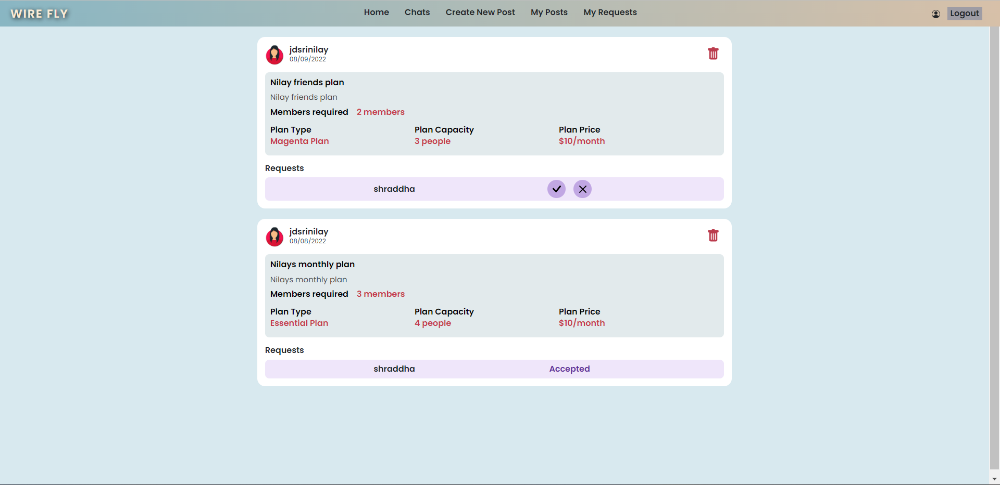 WIRE FLY
Home Chats Create New Post My Posts My Requests
Logout
jdsrinilay
08/09/2022
Nilay friends plan
Nilay friends plan
Members required 2 members
Plan Type Plan Capacity Plan Price
Magenta Plan 3 people $10/month
Requests
shraddha
jdsrinilay
08/08/2022
Nilays monthly plan
Nilays monthly plan
Members required 3 members
Plan Type Plan Capacity Plan Price
Essential Plan 4 people $10/month
Requests
shraddha Accepted